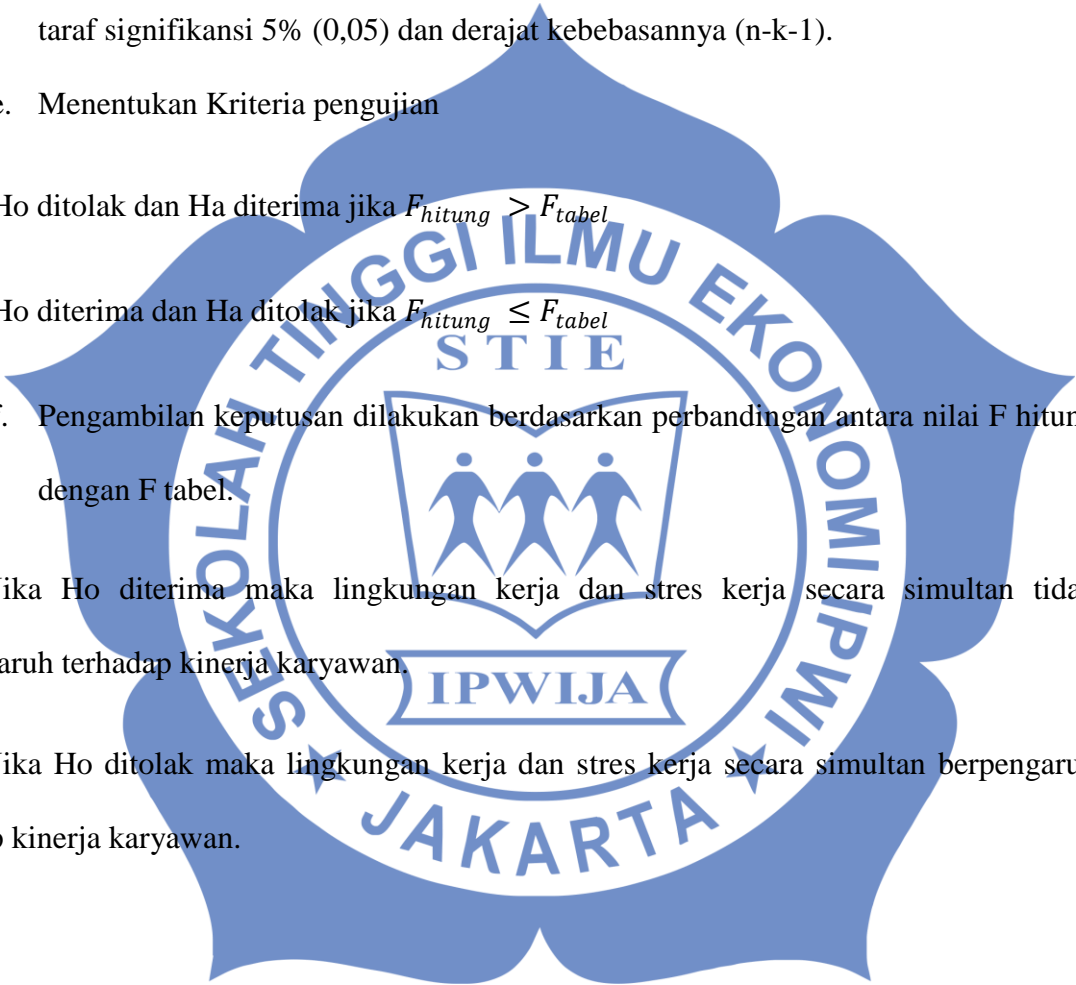 taraf signifikansi 5% (0,05) dan derajat kebebasannya (n-k-1).
e. Menentukan Kriteria pengujian
Ho ditolak dan Ha diterima jika F_hitung > F_tabel
Ho diterima dan Ha ditolak jika F_hitung ≤ F_tabel
f. Pengambilan keputusan dilakukan berdasarkan perbandingan antara nilai F hitun
dengan F tabel.
Jika Ho diterima maka lingkungan kerja dan stres kerja secara simultan tida
aruh terhadap kinerja karyawan.
Jika Ho ditolak maka lingkungan kerja dan stres kerja secara simultan berpengaru
p kinerja karyawan.
SEKOLAH TINGGI ILMU EKONOMI IPWI
STIE
IPWIJA
JAKARTA